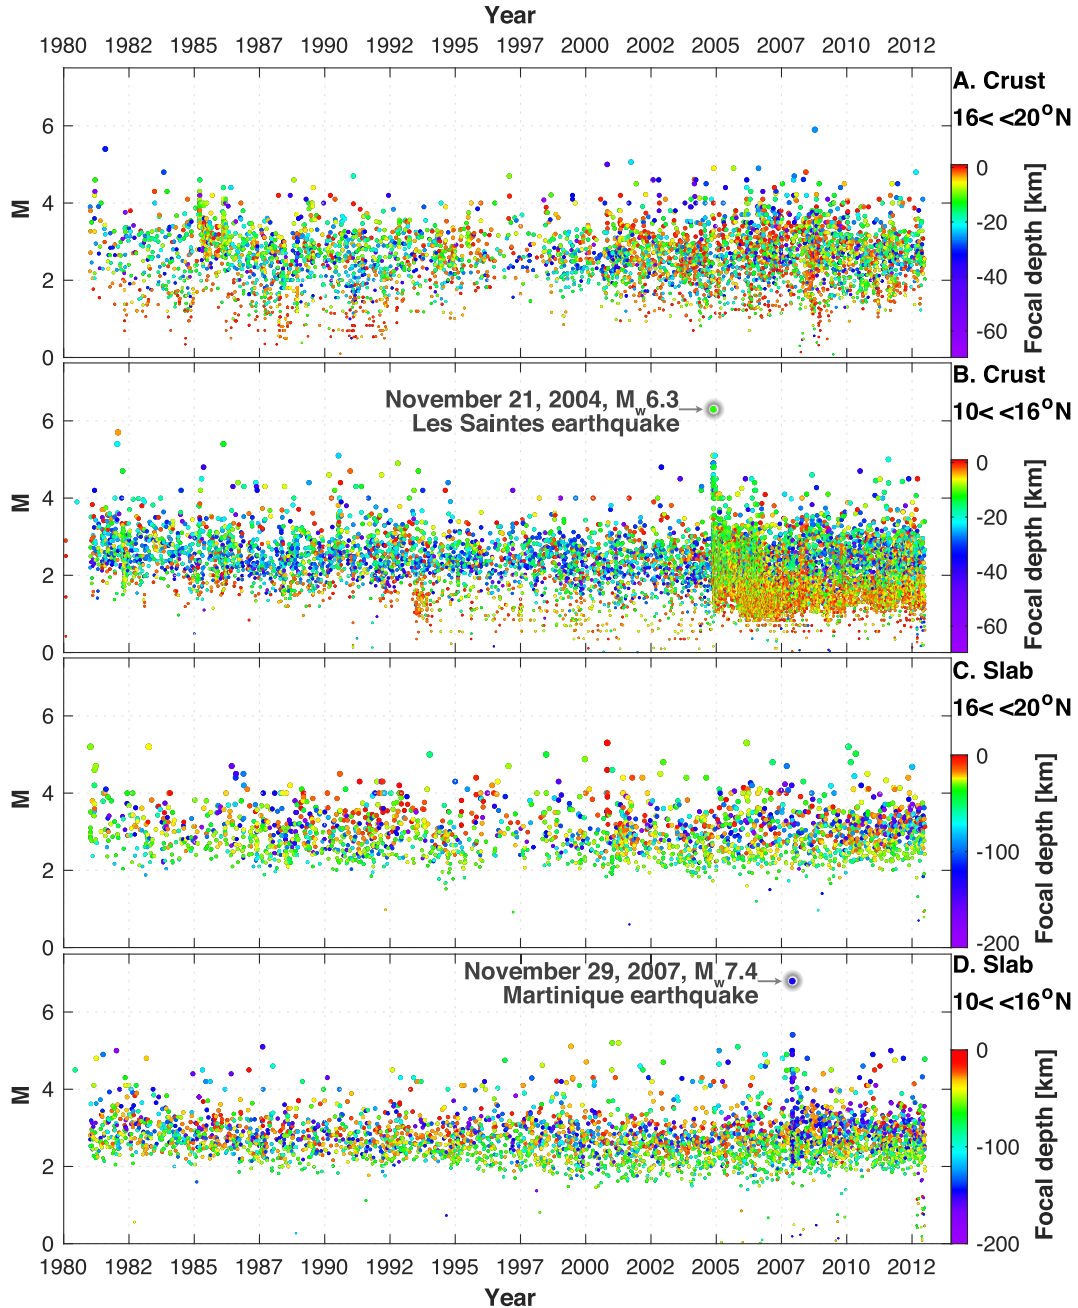 Year
1980 1982 1985 1987 1990 1992 1995 1997 2000 2002 2005 2007 2010 2012
A. Crust
16< <20°N
6
4
2
0
M
0
-20
-40
-60
Focal depth [km]
B. Crust
10< <16°N
November 21, 2004, Mw6.3
Les Saintes earthquake
6
4
2
0
M
0
-20
-40
-60
Focal depth [km]
C. Slab
16< <20°N
6
4
2
0
M
0
-100
-200
Focal depth [km]
D. Slab
10< <16°N
November 29, 2007, Mw7.4
Martinique earthquake
6
4
2
0
M
0
-100
-200
Focal depth [km]
1980 1982 1985 1987 1990 1992 1995 1997 2000 2002 2005 2007 2010 2012
Year